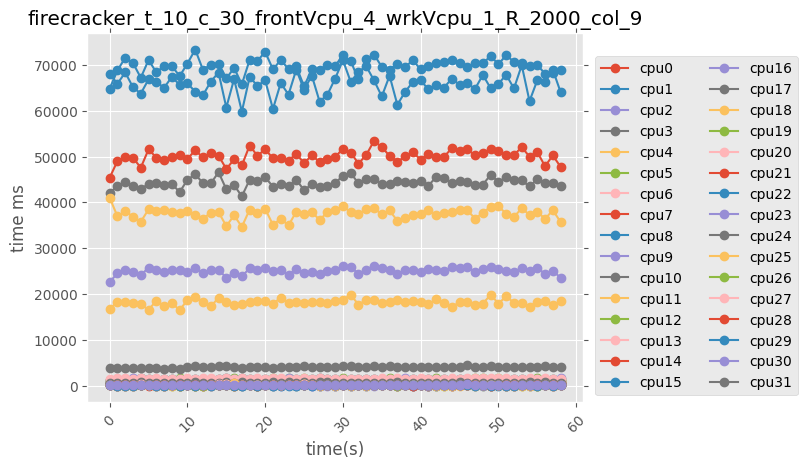 firecracker_t_10_c_30_frontVcpu_4_wrkVcpu_1_R_2000_col_9
time ms
70000
60000
50000
40000
30000
20000
10000
0
0
10
20
30
40
50
60
time(s)
cpu0
cpu1
cpu2
cpu3
cpu4
cpu5
cpu6
cpu7
cpu8
cpu9
cpu10
cpu11
cpu12
cpu13
cpu14
cpu15
cpu16
cpu17
cpu18
cpu19
cpu20
cpu21
cpu22
cpu23
cpu24
cpu25
cpu26
cpu27
cpu28
cpu29
cpu30
cpu31